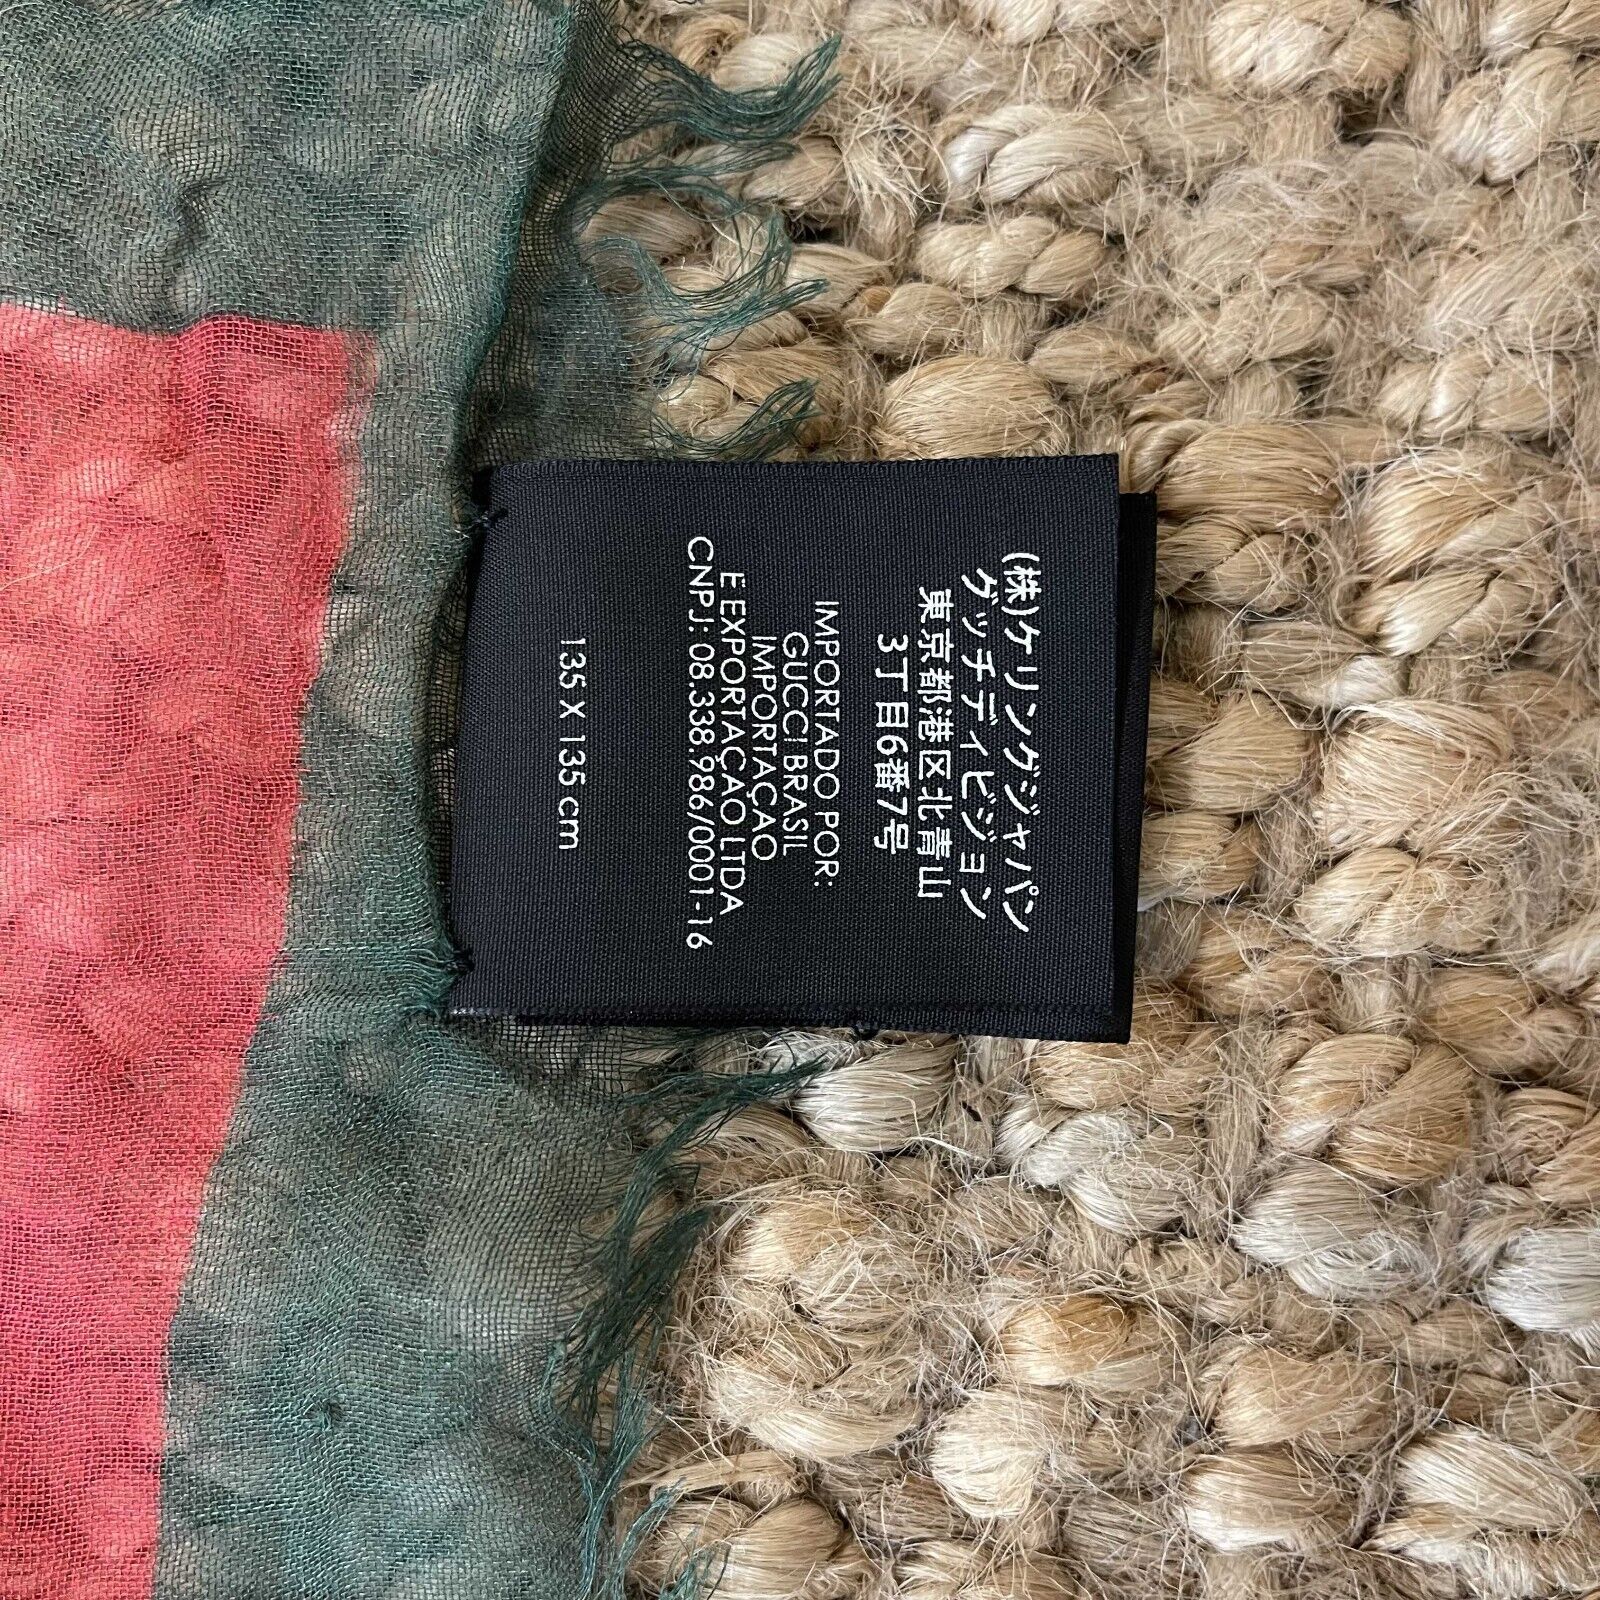 (株)ケリングジャパン
グッチディビジョン
東京都港区北青山
3丁目6番7号
IMPORTADO POR:
GUCCI BRASIL
IMPORTAÇAO
E EXPORTAÇAO LTDA
CNPJ: 08.338.986/0001-16
135 x 135 cm